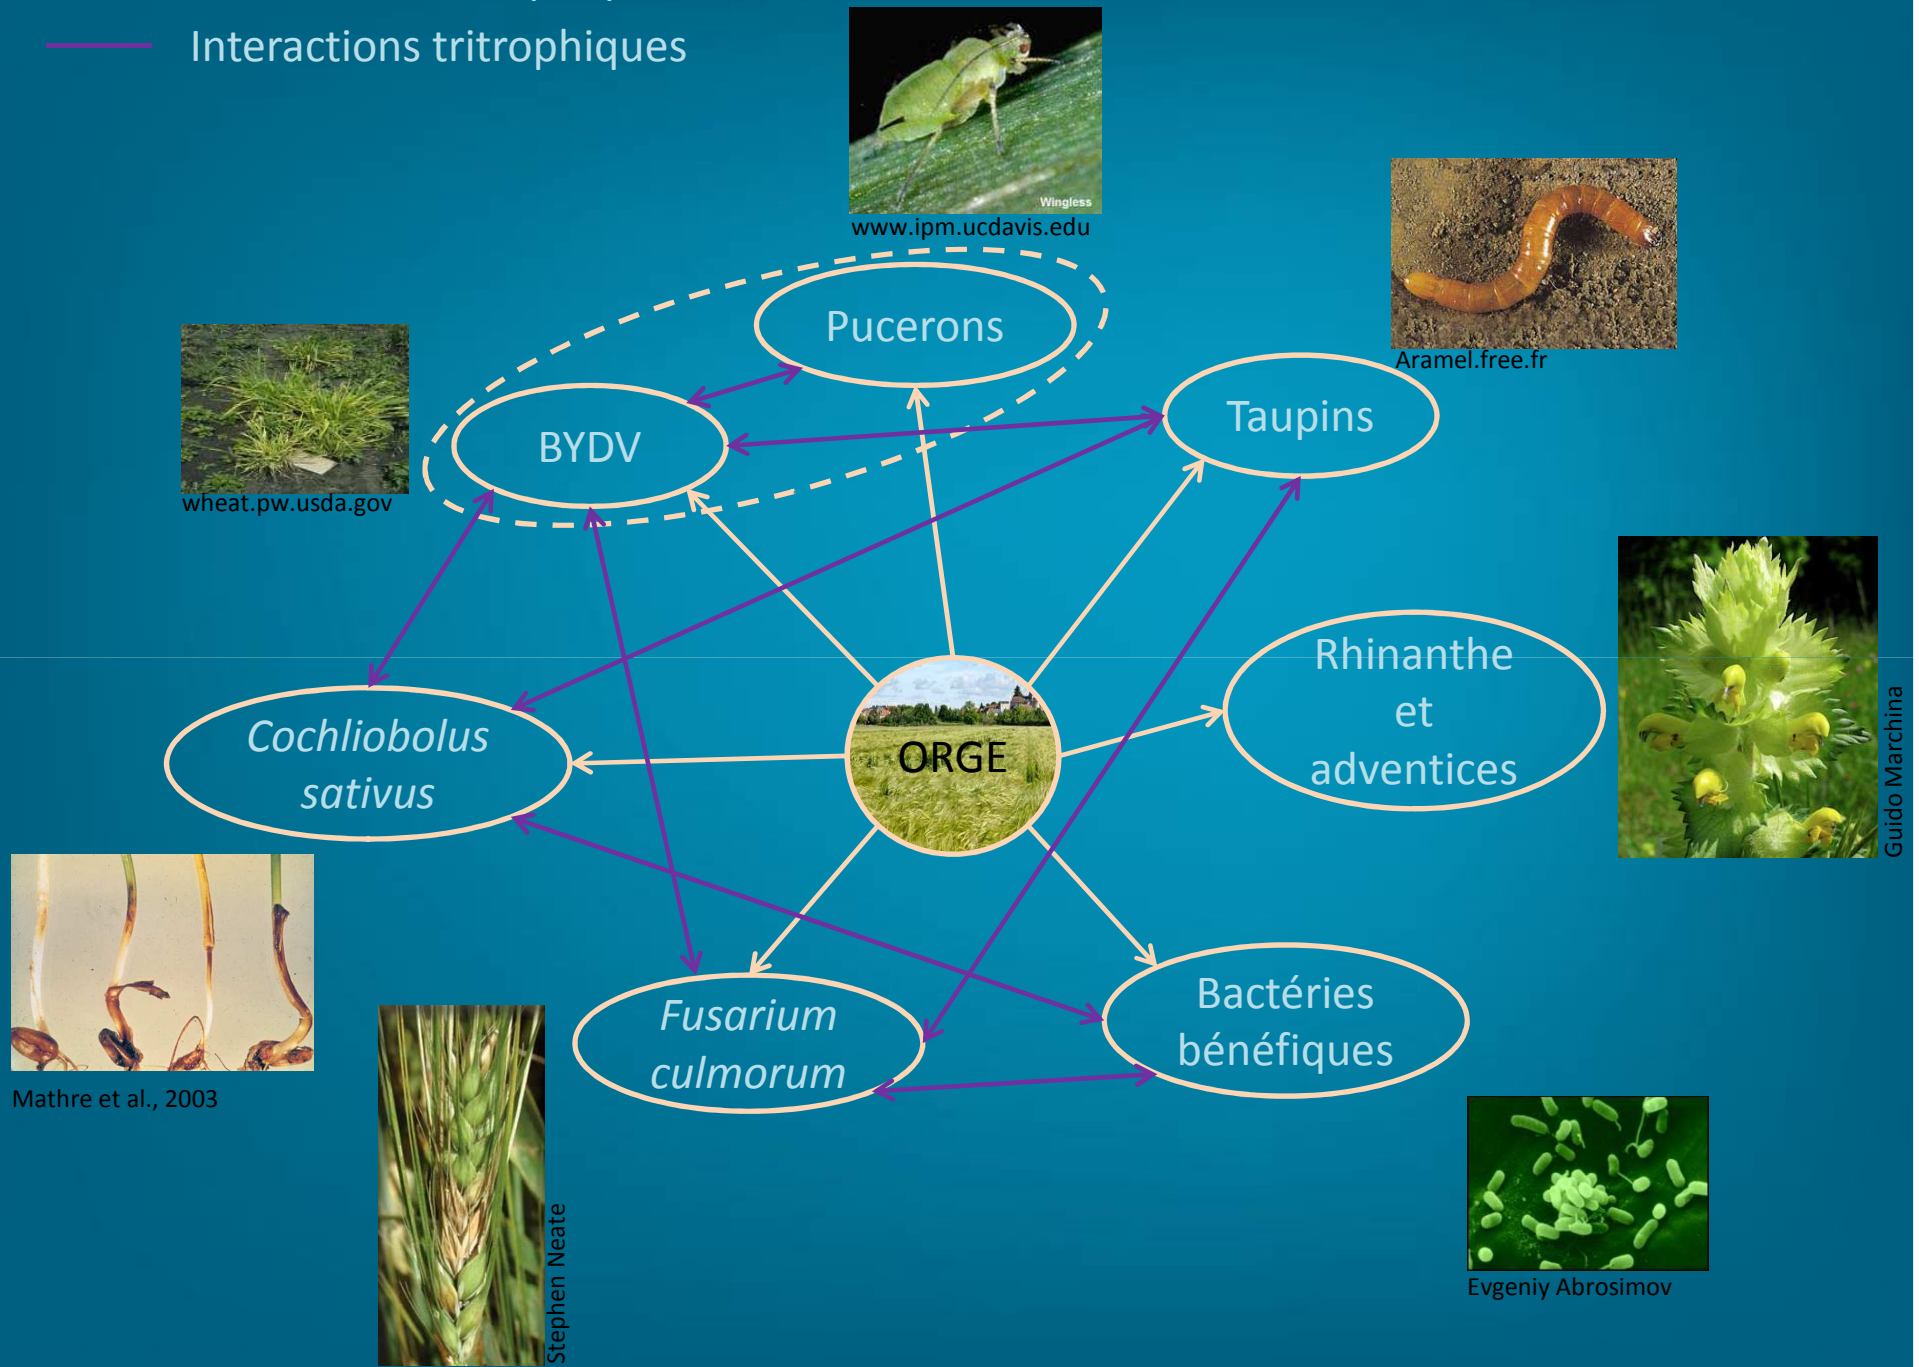 Interactions tritrophiques
Wingless
www.ipm.ucdavis.edu
Aramel.free.fr
Pucerons
Taupins
BYDV
wheat.pw.usda.gov
Rhinanthe
et
adventices
Guido Marchina
Cochliobolus
sativus
ORGE
Mathre et al., 2003
Fusarium
culmorum
Bactéries
bénéfiques
Stephen Neate
Evgeniy Abrosimov